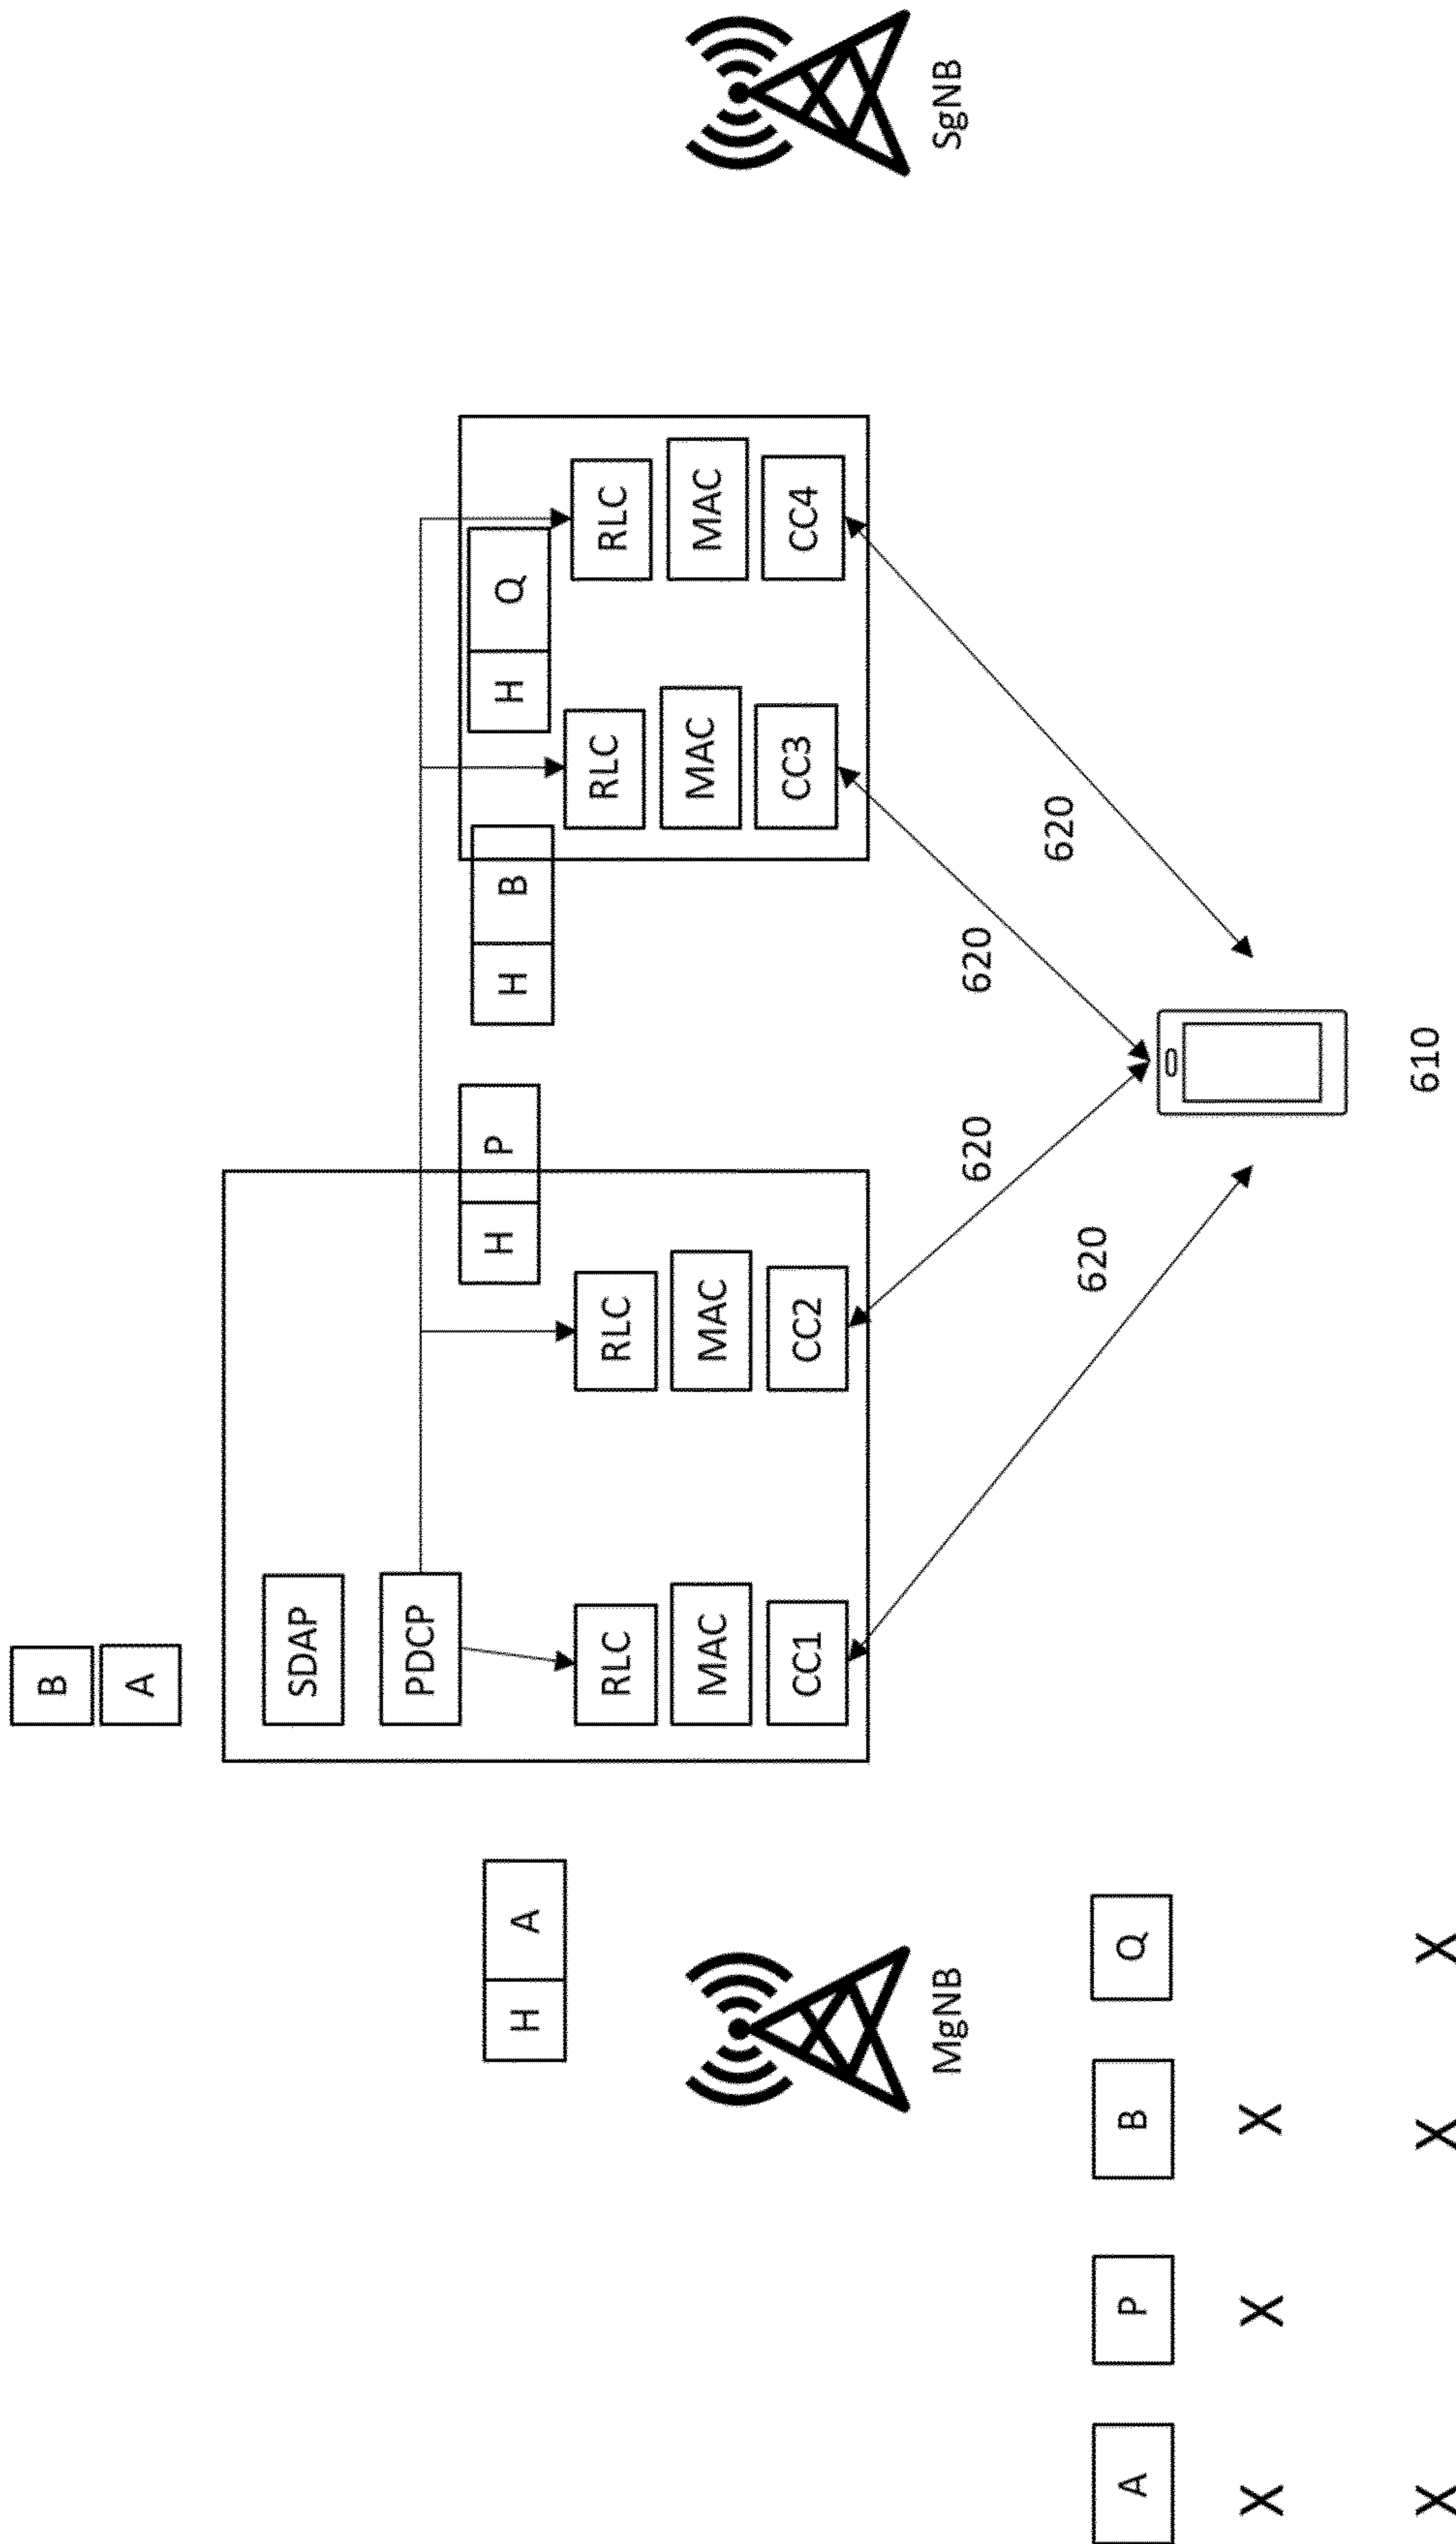 B
A
SDAP
PDCP
H A H P H B H Q
RLC RLC RLC RLC
MAC MAC MAC MAC
CC1 CC2 CC3 CC4
MgNB SgNB
620 620
620 620
A P B Q
X X X
610
X X X